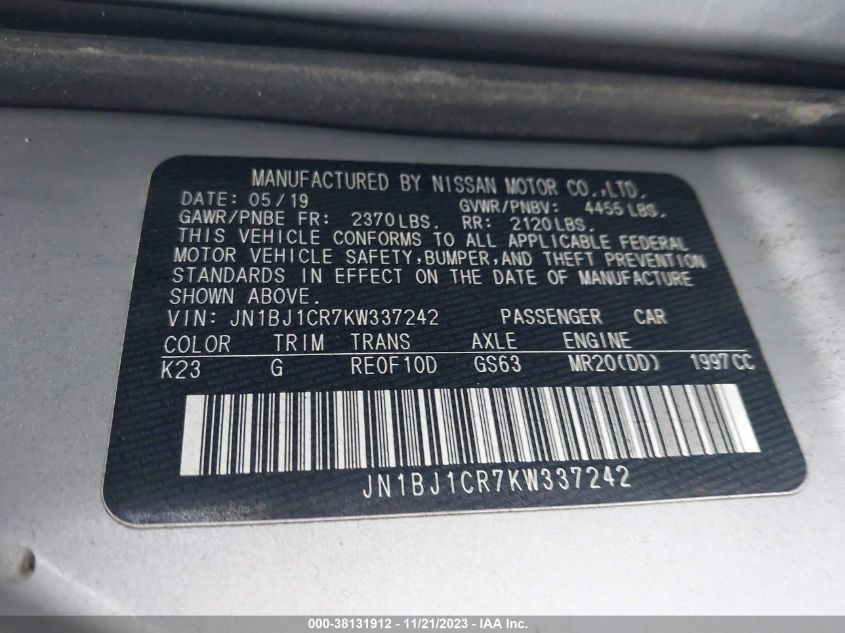 MANUFACTURED BY NISSAN MOTOR CO.,LTD.
DATE: 05/19 GVWR/PNBV: 4455 LBS.
GAWR/PNBE FR: 2370 LBS. RR: 2120 LBS.
THIS VEHICLE CONFORMS TO ALL APPLICABLE FEDERAL
MOTOR VEHICLE SAFETY,BUMPER,AND THEFT PREVENTION
STANDARDS IN EFFECT ON THE DATE OF MANUFACTURE
SHOWN ABOVE.
VIN: JN1BJ1CR7KW337242 PASSENGER CAR
COLOR TRIM TRANS AXLE ENGINE
K23 G RE0F10D GS63 MR20(DD) 1997CC
JN1BJ1CR7KW337242
000-38131912 - 11/21/2023 - IAA Inc.